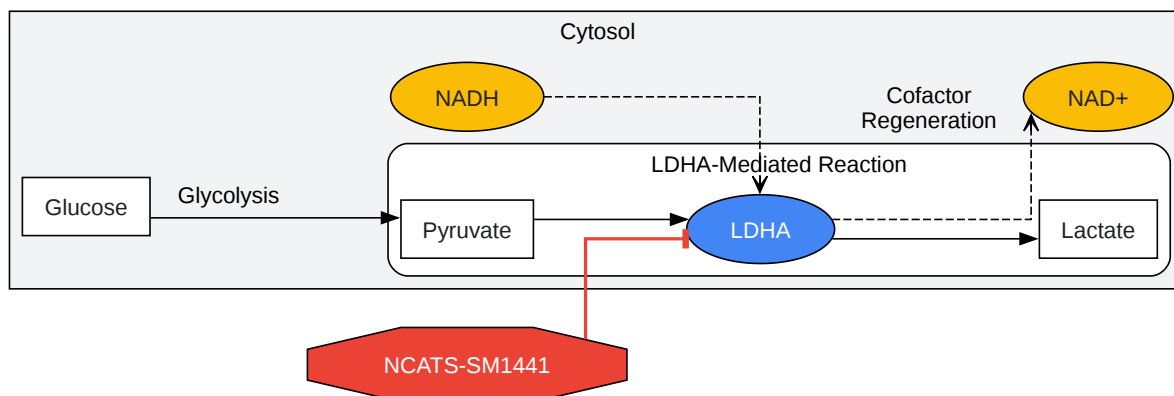 Cytosol
NADH
Cofactor
Regeneration
NAD+
LDHA-Mediated Reaction
Glucose
Glycolysis
Pyruvate
LDHA
Lactate
NCATS-SM1441